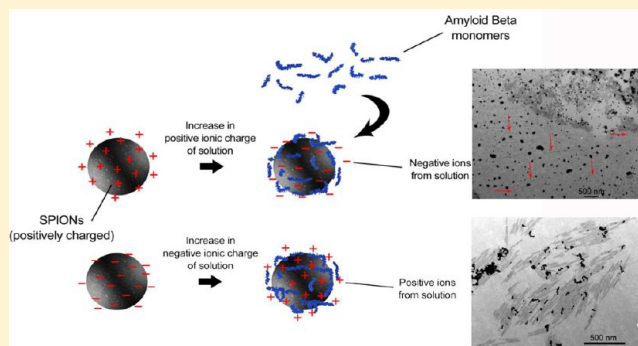 Amyloid Beta
monomers
Increase in
positive ionic charge
of solution
Negative ions
from solution
500 nm
SPIONs
(positively charged)
Increase in
negative ionic charge
of solution
Positive ions
from solution
500 nm